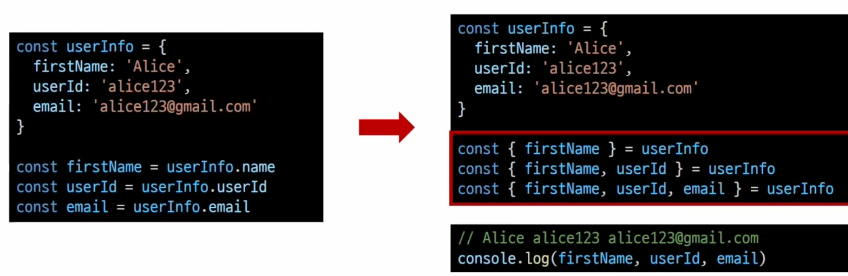 const userInfo = {
  firstName: 'Alice',
  userId: 'alice123',
  email: 'alice123@gmail.com'
}
const firstName = userInfo.name
const userId = userInfo.userId
const email = userInfo.email
const userInfo = {
  firstName: 'Alice',
  userId: 'alice123',
  email: 'alice123@gmail.com'
}
const { firstName } = userInfo
const { firstName, userId } = userInfo
const { firstName, userId, email } = userInfo
// Alice alice123 alice123@gmail.com
console.log(firstName, userId, email)